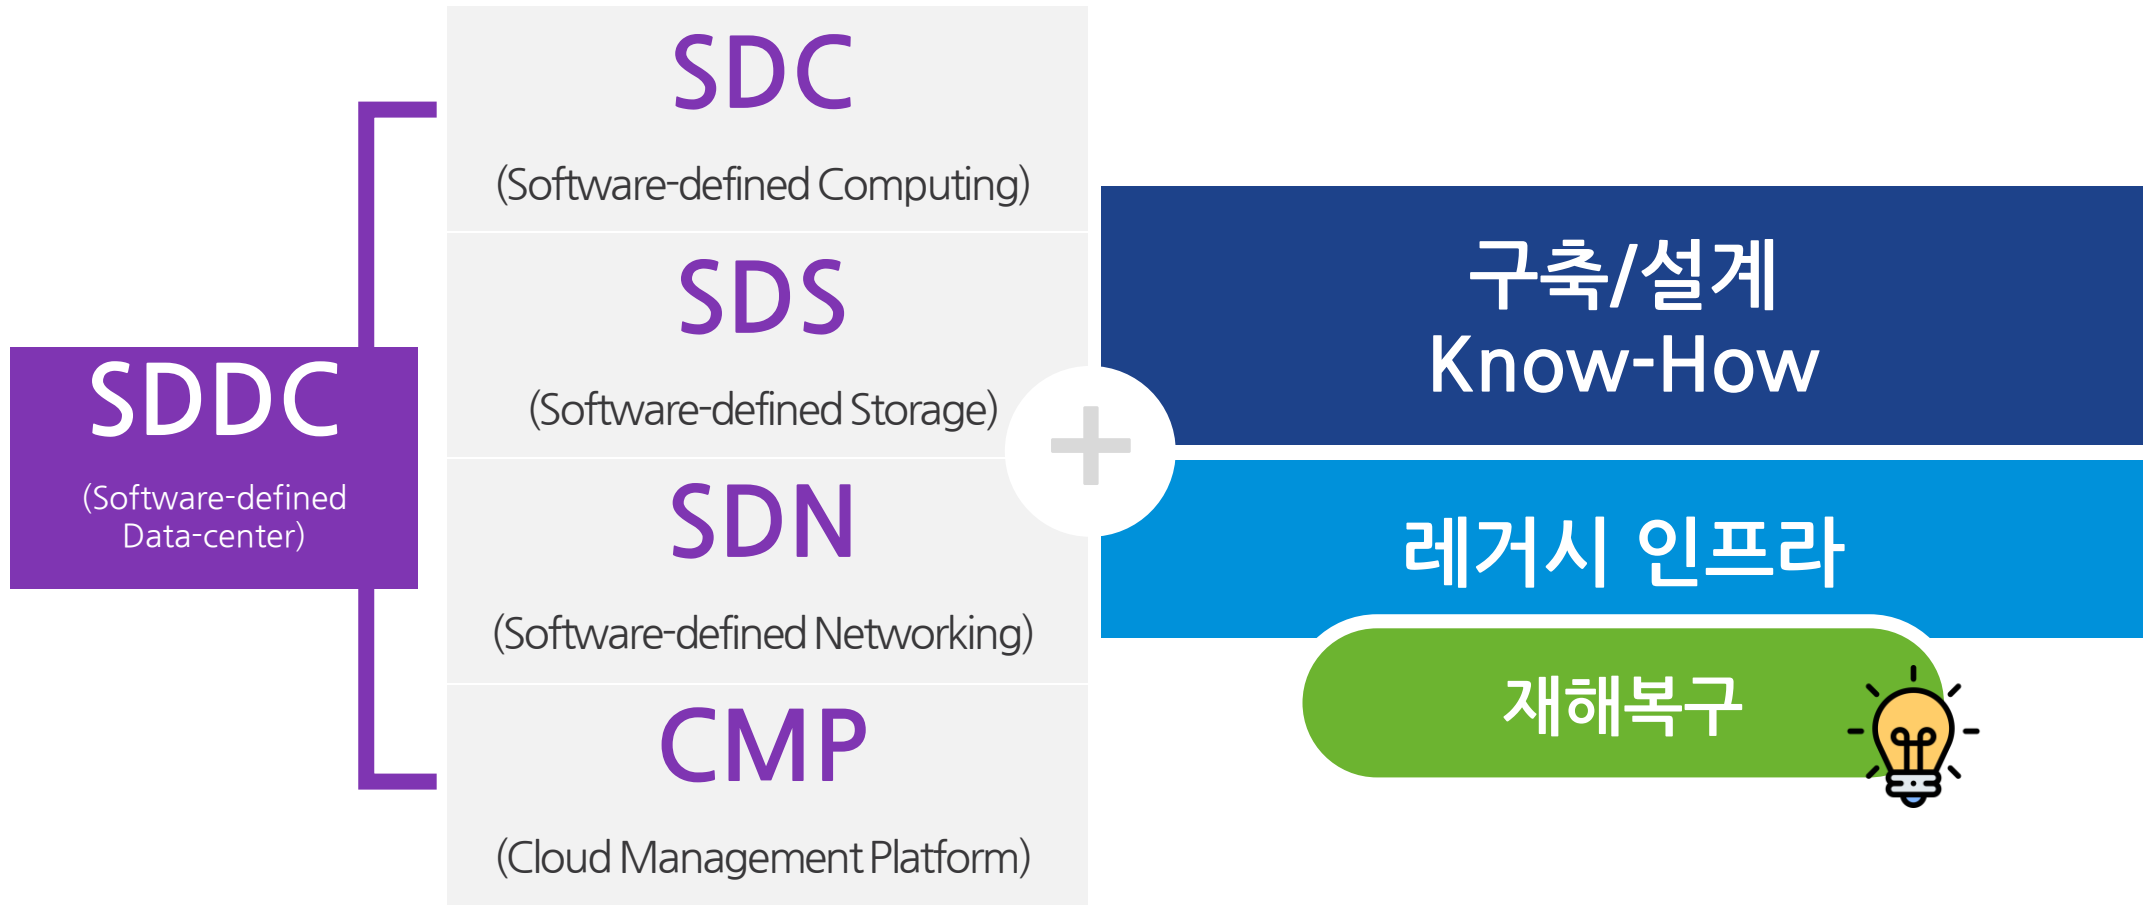 SDDC
(Software-defined
Data-center)
SDC
(Software-defined Computing)
SDS
(Software-defined Storage)
SDN
(Software-defined Networking)
CMP
(Cloud Management Platform)
+
구축/설계
Know-How
레거시 인프라
재해복구